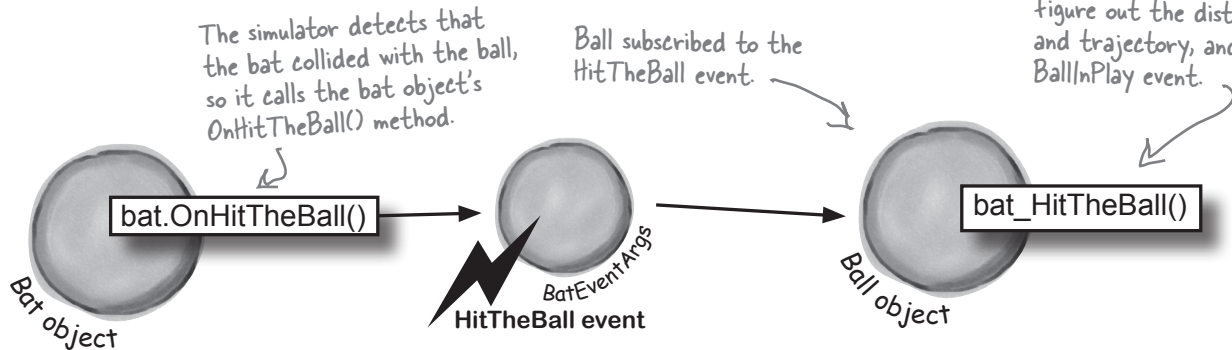 The simulator detects that
the bat collided with the ball,
so it calls the bat object's
OnHitTheBall() method.
Ball subscribed to the
HitTheBall event.
figure out the dist
and trajectory, and
BallInPlay event.
bat.OnHitTheBall()
bat_HitTheBall()
Bat object
BatEventArgs
HitTheBall event
Ball object